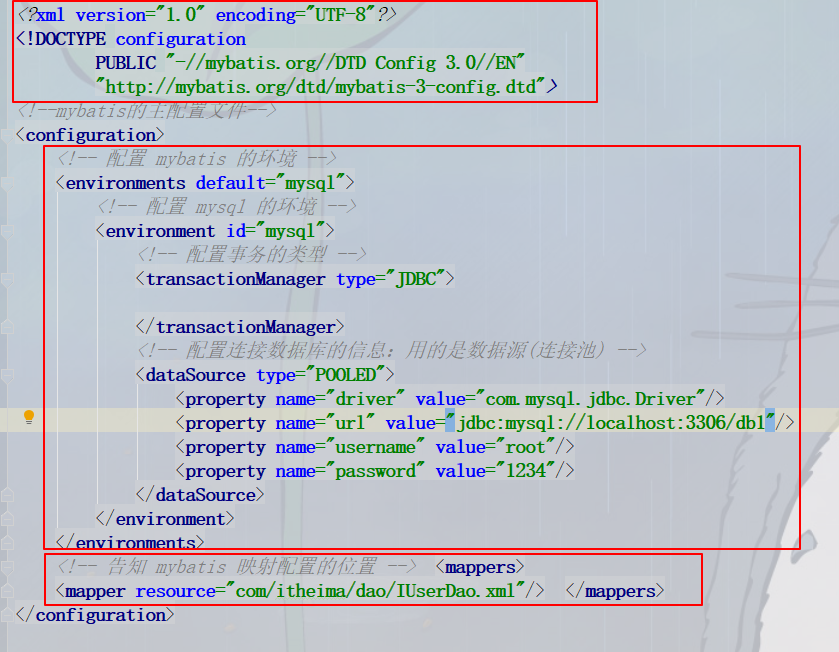 <?xml version="1.0" encoding="UTF-8"?>
<!DOCTYPE configuration
PUBLIC "-//mybatis.org//DTD Config 3.0//EN"
"http://mybatis.org/dtd/mybatis-3-config.dtd">
<!--mybatis的主配置文件-->
<configuration>
<!-- 配置 mybatis 的环境 -->
<environments default="mysql">
<!-- 配置 mysql 的环境 -->
<environment id="mysql">
<!-- 配置事务的类型 -->
<transactionManager type="JDBC">
</transactionManager>
<!-- 配置连接数据库的信息：用的是数据源(连接池) -->
<dataSource type="POOLED">
<property name="driver" value="com.mysql.jdbc.Driver"/>
<property name="url" value="jdbc:mysql://localhost:3306/db1"/>
<property name="username" value="root"/>
<property name="password" value="1234"/>
</dataSource>
</environment>
</environments>
<!-- 告知 mybatis 映射配置的位置 --> <mappers>
<mapper resource="com/itheima/dao/IUserDao.xml"/> </mappers>
</configuration>